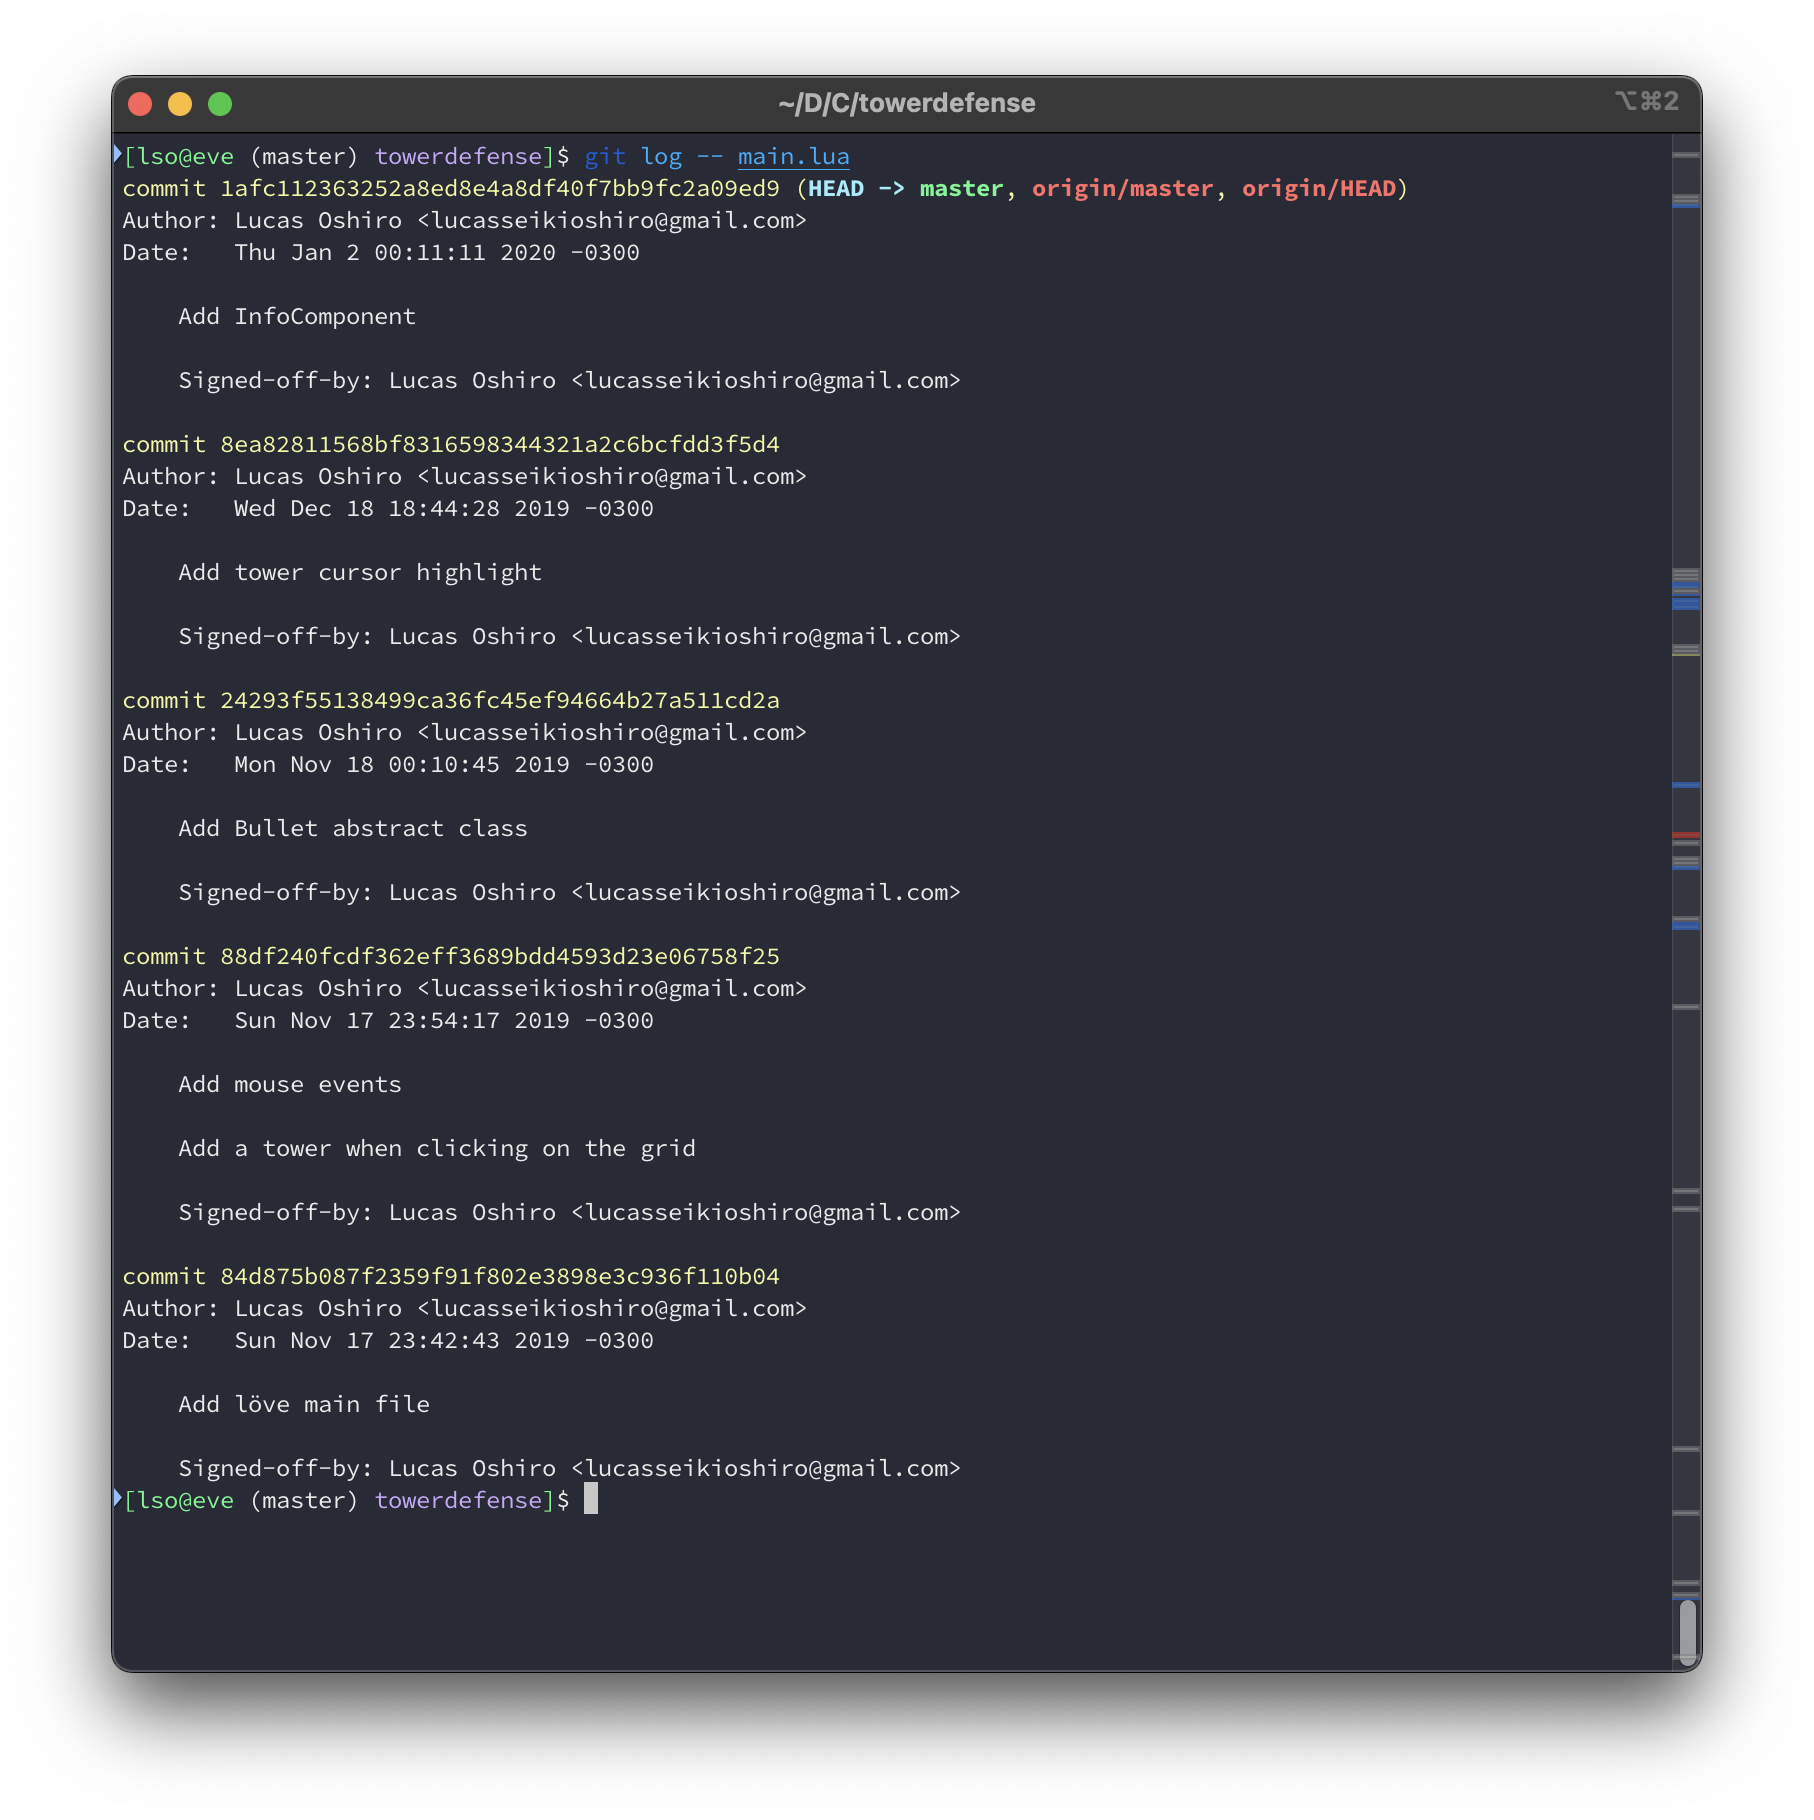 ~/D/C/towerdefense ⌥⌘2
[lso@eve (master) towerdefense]$ git log -- main.lua
commit 1afc112363252a8ed8e4a8df40f7bb9fc2a09ed9 (HEAD -> master, origin/master, origin/HEAD)
Author: Lucas Oshiro <lucasseikioshiro@gmail.com>
Date:   Thu Jan 2 00:11:11 2020 -0300
    Add InfoComponent
    Signed-off-by: Lucas Oshiro <lucasseikioshiro@gmail.com>
commit 8ea82811568bf8316598344321a2c6bcfdd3f5d4
Author: Lucas Oshiro <lucasseikioshiro@gmail.com>
Date:   Wed Dec 18 18:44:28 2019 -0300
    Add tower cursor highlight
    Signed-off-by: Lucas Oshiro <lucasseikioshiro@gmail.com>
commit 24293f55138499ca36fc45ef94664b27a511cd2a
Author: Lucas Oshiro <lucasseikioshiro@gmail.com>
Date:   Mon Nov 18 00:10:45 2019 -0300
    Add Bullet abstract class
    Signed-off-by: Lucas Oshiro <lucasseikioshiro@gmail.com>
commit 88df240fcdf362eff3689bdd4593d23e06758f25
Author: Lucas Oshiro <lucasseikioshiro@gmail.com>
Date:   Sun Nov 17 23:54:17 2019 -0300
    Add mouse events
    Add a tower when clicking on the grid
    Signed-off-by: Lucas Oshiro <lucasseikioshiro@gmail.com>
commit 84d875b087f2359f91f802e3898e3c936f110b04
Author: Lucas Oshiro <lucasseikioshiro@gmail.com>
Date:   Sun Nov 17 23:42:43 2019 -0300
    Add löve main file
    Signed-off-by: Lucas Oshiro <lucasseikioshiro@gmail.com>
[lso@eve (master) towerdefense]$